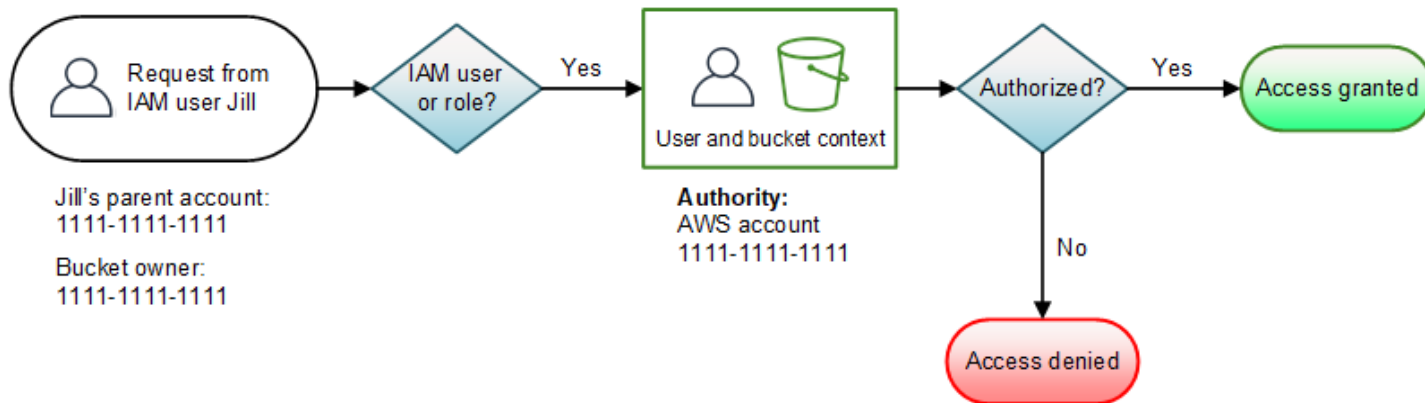 Request from
IAM user Jill
IAM user
or role?
Yes
User and bucket context
Authorized?
Yes
Access granted
Jill's parent account:
1111-1111-1111
Bucket owner:
1111-1111-1111
Authority:
AWS account
1111-1111-1111
No
Access denied